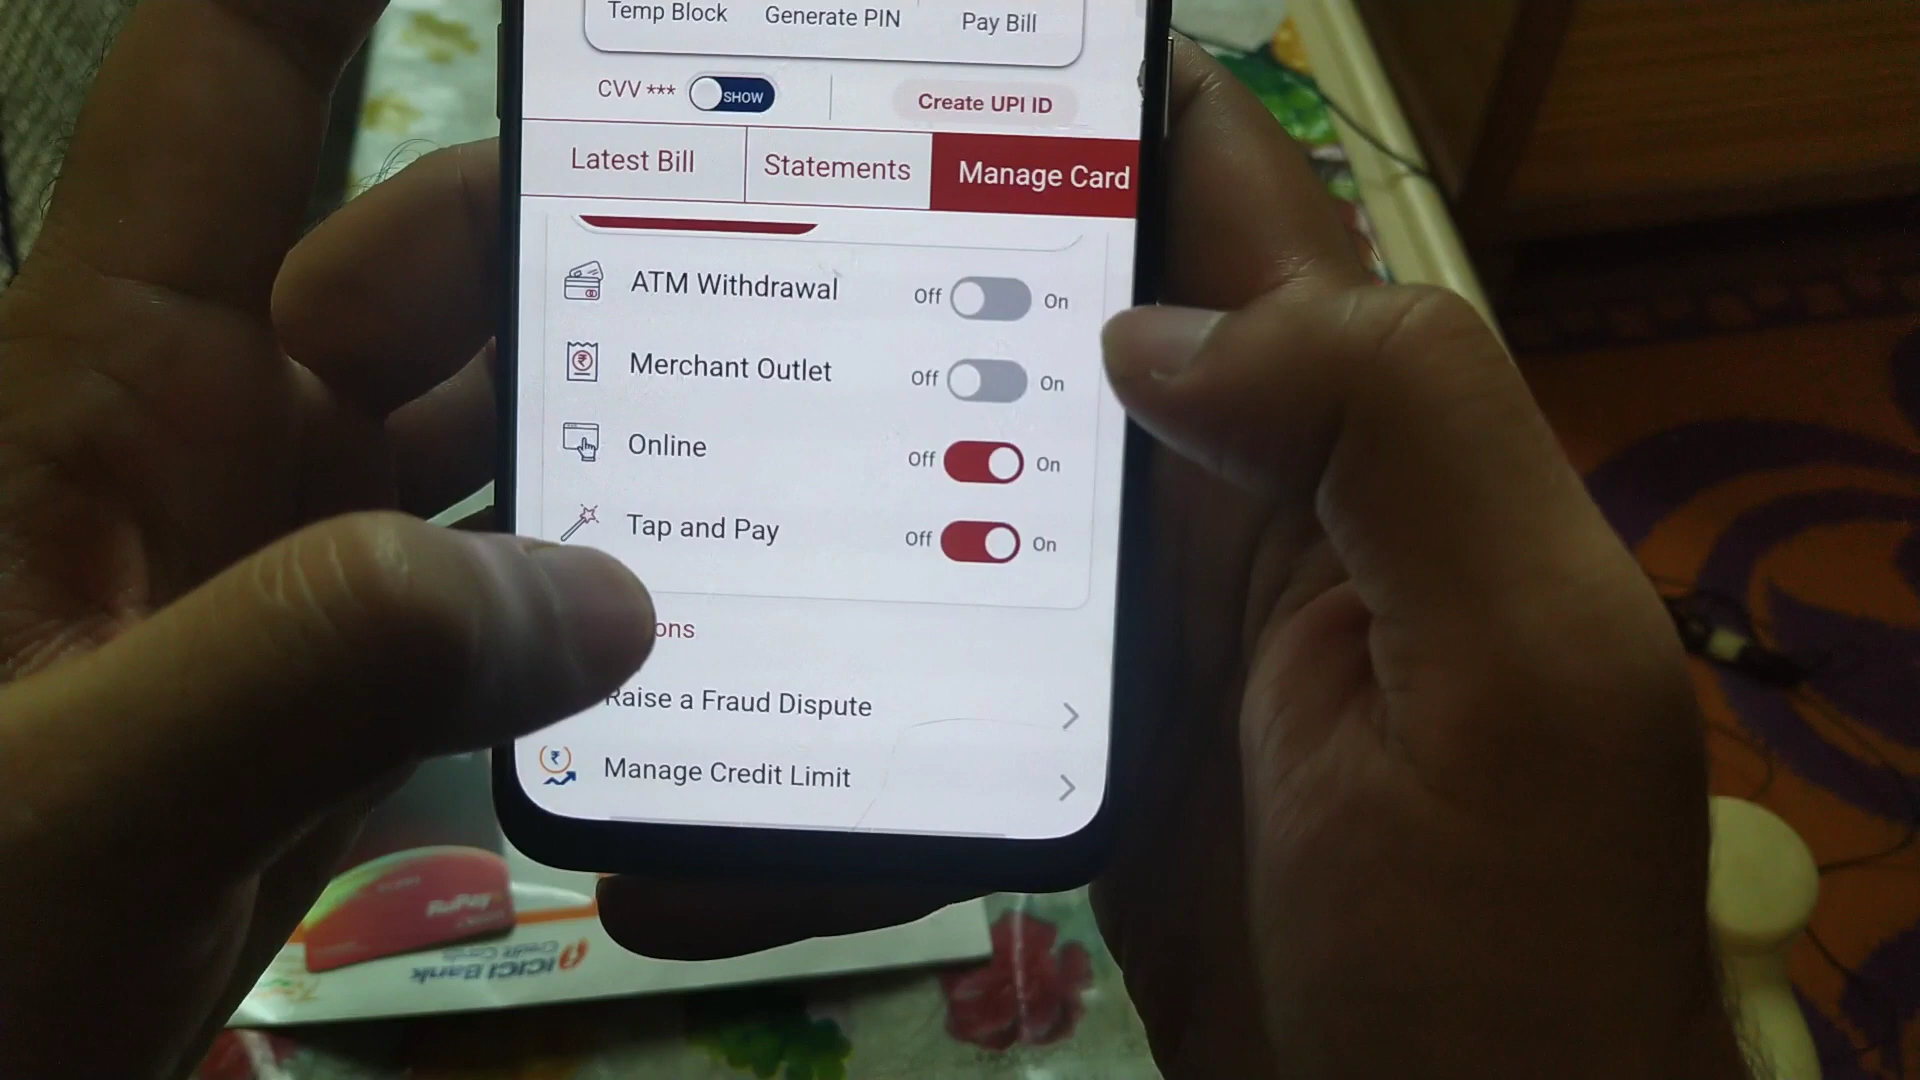 Temp Block Generate PIN Pay Bill
CVV *** SHOW Create UPI ID
Latest Bill Statements Manage Card
ATM Withdrawal Off On
Merchant Outlet Off On
Online Off On
Tap and Pay Off On
ons
Raise a Fraud Dispute
Manage Credit Limit
RuPay
ICICI Bank
Credit Cards